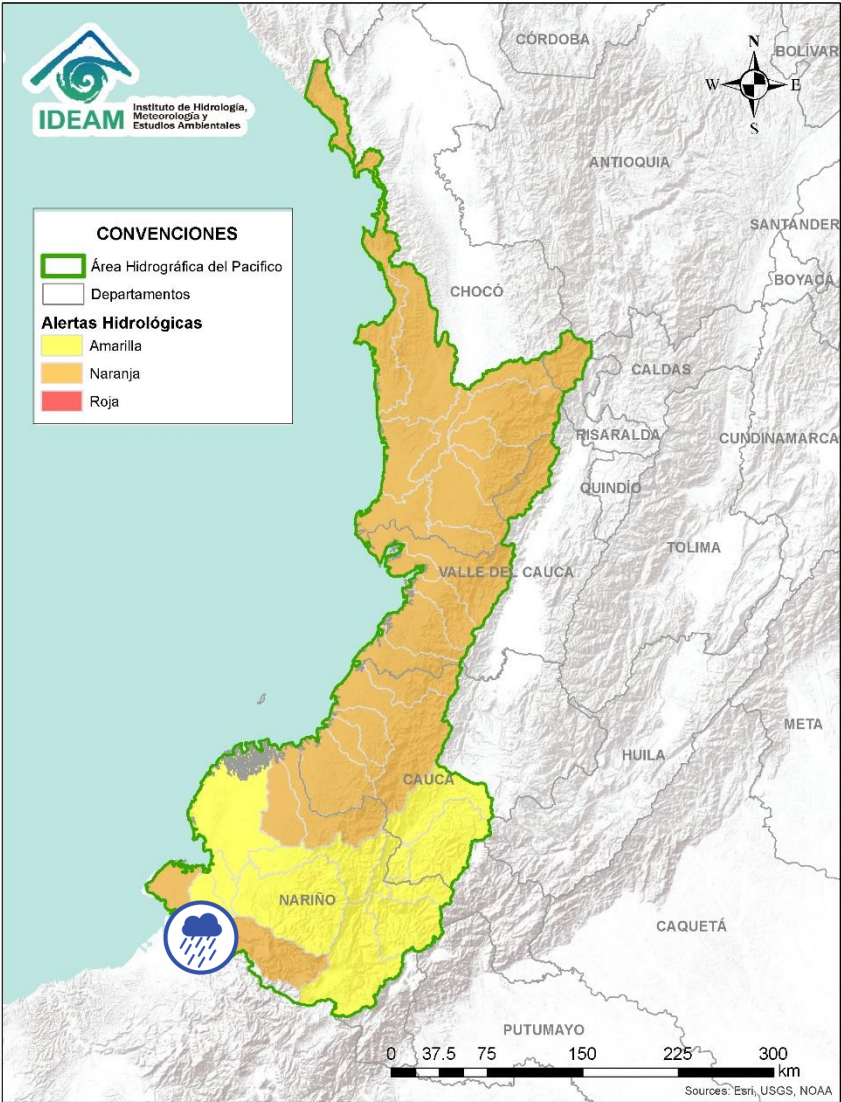 IDEAM
Instituto de Hidrología,
Meteorología y
Estudios Ambientales
N
W
E
S
CÓRDOBA
BOLÍVAR
ANTIOQUIA
SANTANDER
BOYACÁ
CHOCÓ
CALDAS
RISARALDA
CUNDINAMARCA
QUINDÍO
TOLIMA
VALLE DEL CAUCA
META
HUILA
CAUCA
NARIÑO
CAQUETÁ
PUTUMAYO
CONVENCIONES
Área Hidrográfica del Pacifico
Departamentos
Alertas Hidrológicas
Amarilla
Naranja
Roja
0 37.5 75 150 225 300
km
Sources: Esri, USGS, NOAA